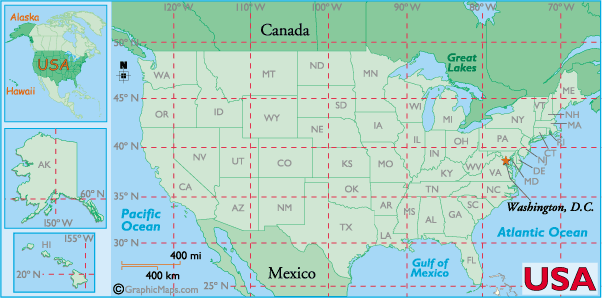 120°W
110°W
100°W
90°W
80°W
70°W
Alaska
USA
Hawaii
Canada
Great
Lakes
50°N
N
WA
MT
ND
MN
ME
45°N
OR
ID
WY
SD
WI
MI
NY
VT
NH
MA
NE
IA
PA
RI
CT
40°N
NV
UT
CO
KS
MO
IL
IN
OH
WV
NJ
DE
MD
KY
VA
CA
AK
60°N
150°W
35°N
AZ
NM
OK
AR
TN
NC
SC
MS
AL
GA
Washington, D.C.
Pacific
Ocean
Atlantic Ocean
TX
LA
FL
30°N
155°W
HI
20°N
400 mi
400 km
Mexico
Gulf of
Mexico
25°N
©GraphicMaps.com
USA